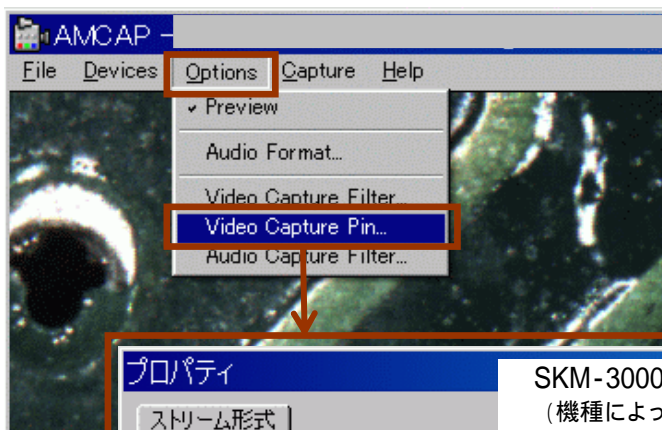 AMCAP -
File Devices Options Capture Help
✓ Preview
Audio Format...
Video Capture Filter...
Video Capture Pin...
Audio Capture Filter...
プロパティ
SKM-3000
(機種によっ
ストリーム形式